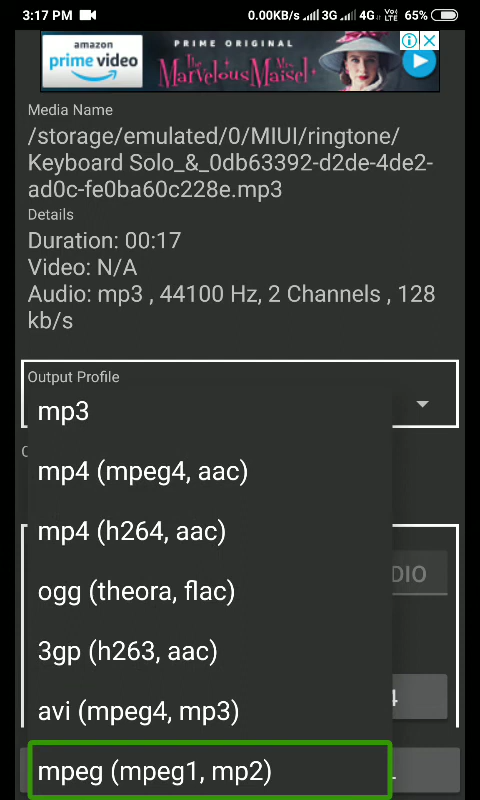 3:17 PM 0.00KB/s 3G 4G VoLTE 65%
amazon
prime video
PRIME ORIGINAL
The Marvelous Mrs. Maisel
Media Name
/storage/emulated/0/MIUI/ringtone/
Keyboard Solo_&_0db63392-d2de-4de2-
ad0c-fe0ba60c228e.mp3
Details
Duration: 00:17
Video: N/A
Audio: mp3 , 44100 Hz, 2 Channels , 128
kb/s
Output Profile
mp3
mp4 (mpeg4, aac)
mp4 (h264, aac)
ogg (theora, flac)
DIO
3gp (h263, aac)
4
avi (mpeg4, mp3)
mpeg (mpeg1, mp2)